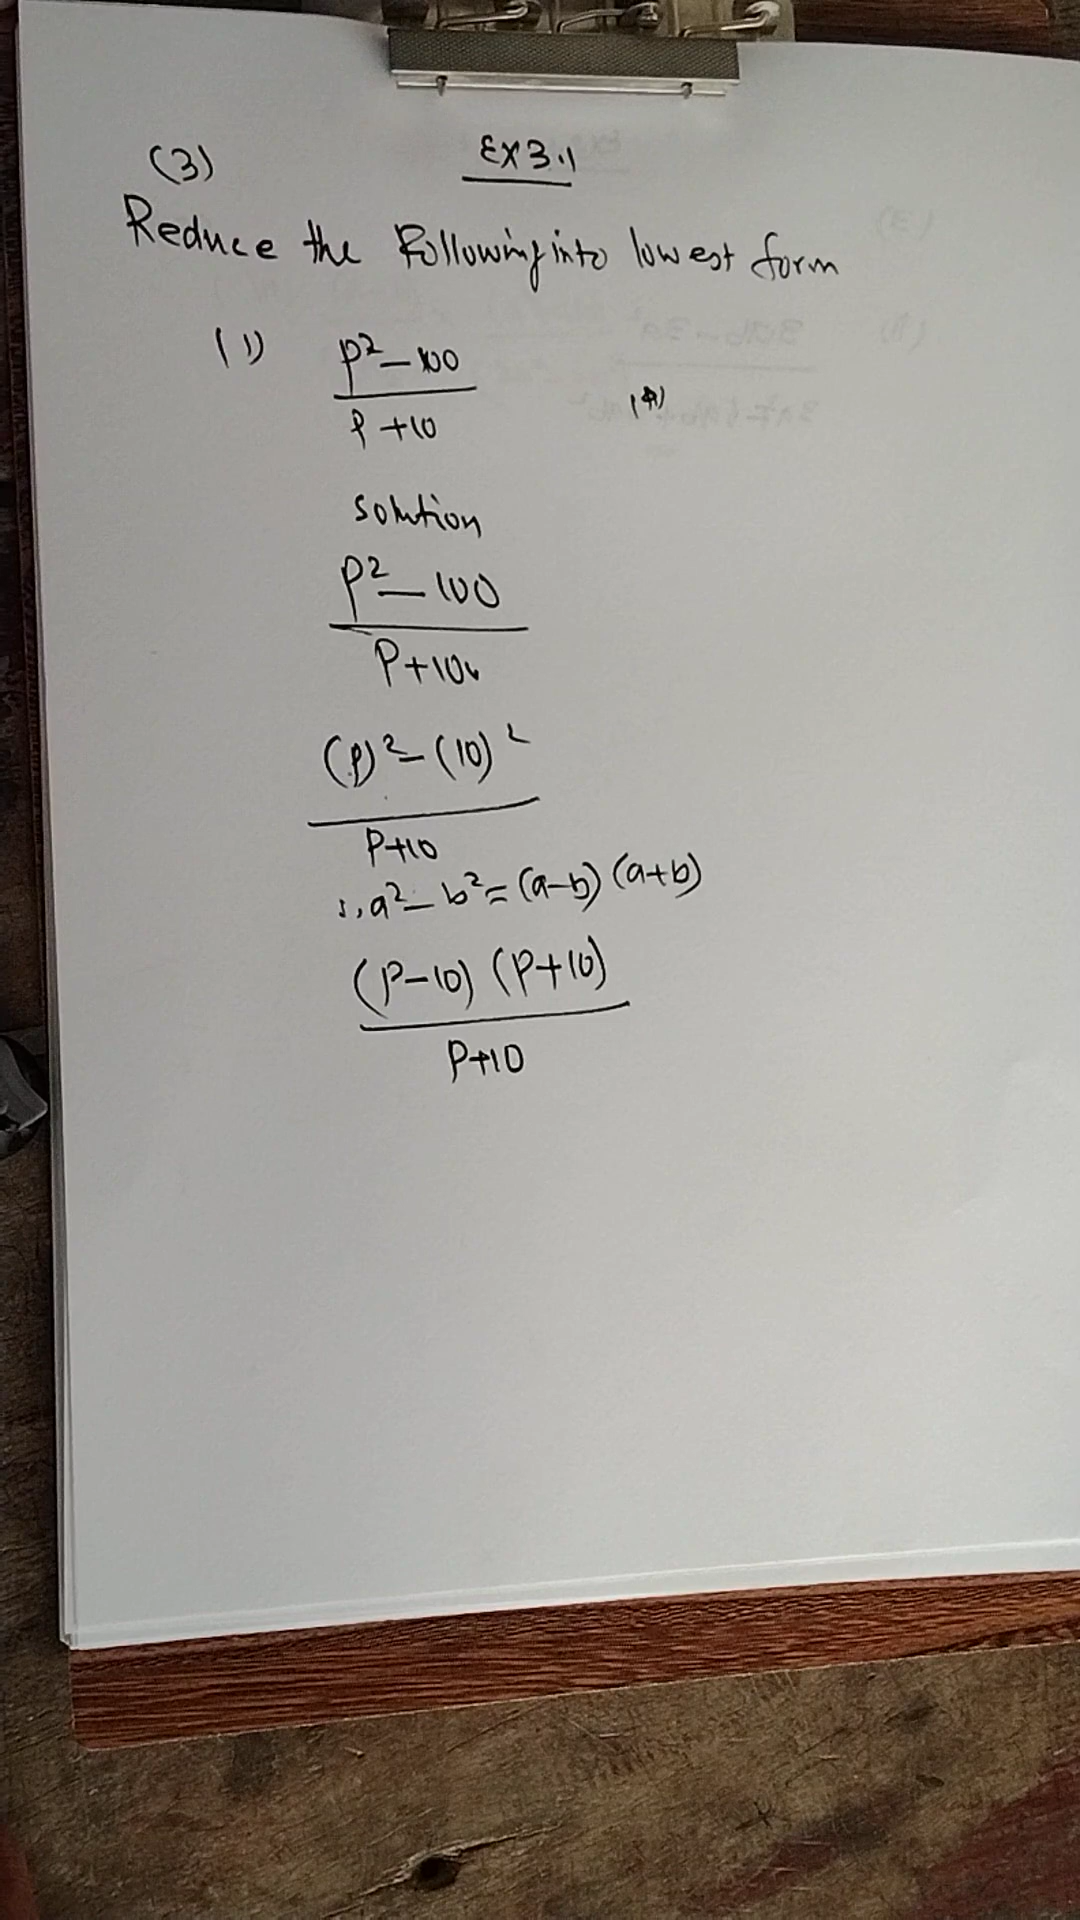 (3) Ex 3.1
Reduce the Following into lowest form
(1) p²-100
P+10
solution
p²-100
P+10
(p)²-(10)²
P+10
∵ a²-b²=(a-b)(a+b)
(P-10)(P+10)
P+10